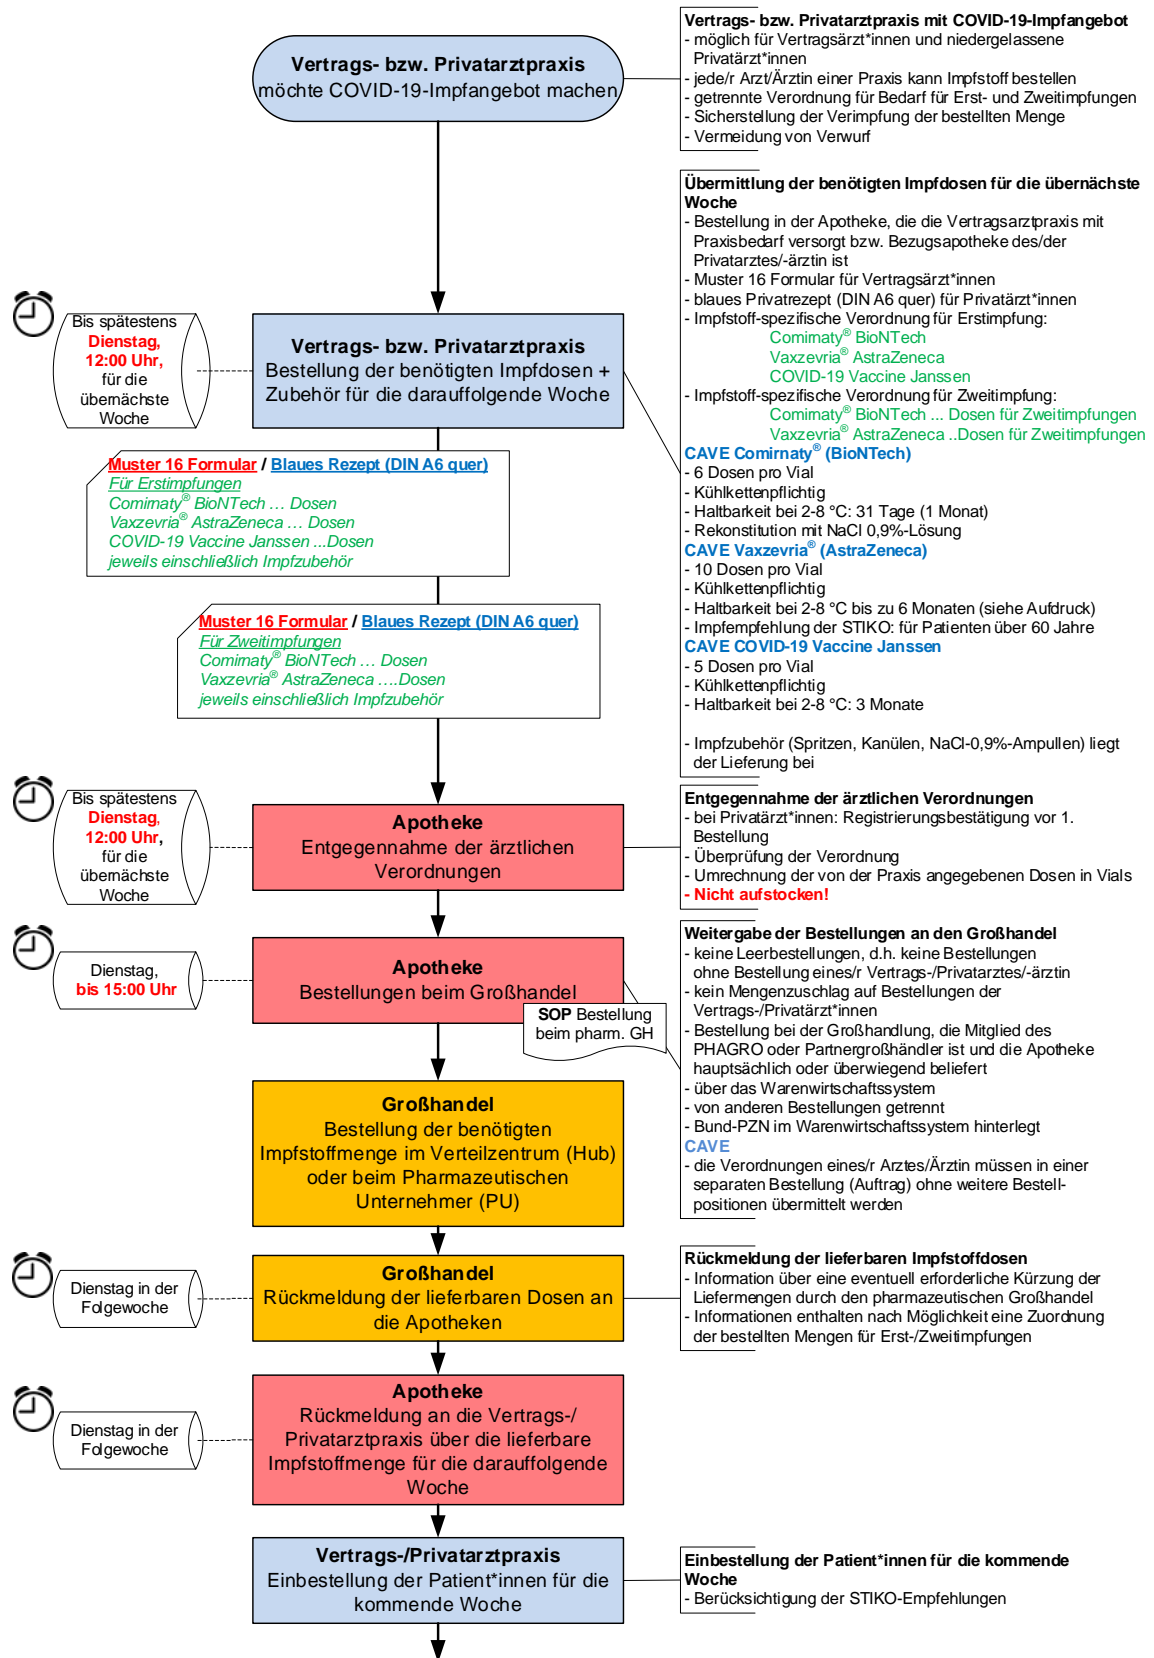 Vertrags- bzw. Privatarztpraxis
möchte COVID-19-Impfangebot machen
Vertrags- bzw. Privatarztpraxis mit COVID-19-Impfangebot
- möglich für Vertragsärzt*innen und niedergelassene
Privatärzt*innen
- jede/r Arzt/Ärztin einer Praxis kann Impfstoff bestellen
- getrennte Verordnung für Bedarf für Erst- und Zweitimpfungen
- Sicherstellung der Verimpfung der bestellten Menge
- Vermeidung von Verwurf
Bis spätestens
Dienstag,
12:00 Uhr,
für die
übernächste
Woche
Vertrags- bzw. Privatarztpraxis
Bestellung der benötigten Impfdosen +
Zubehör für die darauffolgende Woche
Übermittlung der benötigten Impfdosen für die übernächste
Woche
- Bestellung in der Apotheke, die die Vertragsarztpraxis mit
Praxisbedarf versorgt bzw. Bezugsapotheke des/der
Privatarztes/-ärztin ist
- Muster 16 Formular für Vertragsärzt*innen
- blaues Privatrezept (DIN A6 quer) für Privatärzt*innen
- Impfstoff-spezifische Verordnung für Erstimpfung:
Comirnaty® BioNTech
Vaxzevria® AstraZeneca
COVID-19 Vaccine Janssen
- Impfstoff-spezifische Verordnung für Zweitimpfung:
Comirnaty® BioNTech ... Dosen für Zweitimpfungen
Vaxzevria® AstraZeneca ..Dosen für Zweitimpfungen
CAVE Comirnaty® (BioNTech)
- 6 Dosen pro Vial
- Kühlkettenpflichtig
- Haltbarkeit bei 2-8 °C: 31 Tage (1 Monat)
- Rekonstitution mit NaCl 0,9%-Lösung
CAVE Vaxzevria® (AstraZeneca)
- 10 Dosen pro Vial
- Kühlkettenpflichtig
- Haltbarkeit bei 2-8 °C bis zu 6 Monaten (siehe Aufdruck)
- Impfempfehlung der STIKO: für Patienten über 60 Jahre
CAVE COVID-19 Vaccine Janssen
- 5 Dosen pro Vial
- Kühlkettenpflichtig
- Haltbarkeit bei 2-8 °C: 3 Monate
- Impfzubehör (Spritzen, Kanülen, NaCl-0,9%-Ampullen) liegt
der Lieferung bei
Muster 16 Formular / Blaues Rezept (DIN A6 quer)
Für Erstimpfungen
Comirnaty® BioNTech … Dosen
Vaxzevria® AstraZeneca … Dosen
COVID-19 Vaccine Janssen ...Dosen
jeweils einschließlich Impfzubehör
Muster 16 Formular / Blaues Rezept (DIN A6 quer)
Für Zweitimpfungen
Comirnaty® BioNTech … Dosen
Vaxzevria® AstraZeneca ….Dosen
jeweils einschließlich Impfzubehör
Bis spätestens
Dienstag,
12:00 Uhr,
für die
übernächste
Woche
Apotheke
Entgegennahme der ärztlichen
Verordnungen
Entgegennahme der ärztlichen Verordnungen
- bei Privatärzt*innen: Registrierungsbestätigung vor 1.
Bestellung
- Überprüfung der Verordnung
- Umrechnung der von der Praxis angegebenen Dosen in Vials
- Nicht aufstocken!
Dienstag,
bis 15:00 Uhr
Apotheke
Bestellungen beim Großhandel
SOP Bestellung
beim pharm. GH
Weitergabe der Bestellungen an den Großhandel
- keine Leerbestellungen, d.h. keine Bestellungen
ohne Bestellung eines/r Vertrags-/Privatarztes/-ärztin
- kein Mengenzuschlag auf Bestellungen der
Vertrags-/Privatärzt*innen
- Bestellung bei der Großhandlung, die Mitglied des
PHAGRO oder Partnergroßhändler ist und die Apotheke
hauptsächlich oder überwiegend beliefert
- über das Warenwirtschaftssystem
- von anderen Bestellungen getrennt
- Bund-PZN im Warenwirtschaftssystem hinterlegt
CAVE
- die Verordnungen eines/r Arztes/Ärztin müssen in einer
separaten Bestellung (Auftrag) ohne weitere Bestell-
positionen übermittelt werden
Großhandel
Bestellung der benötigten
Impfstoffmenge im Verteilzentrum (Hub)
oder beim Pharmazeutischen
Unternehmer (PU)
Dienstag in der
Folgewoche
Großhandel
Rückmeldung der lieferbaren Dosen an
die Apotheken
Rückmeldung der lieferbaren Impfstoffdosen
- Information über eine eventuell erforderliche Kürzung der
Liefermengen durch den pharmazeutischen Großhandel
- Informationen enthalten nach Möglichkeit eine Zuordnung
der bestellten Mengen für Erst-/Zweitimpfungen
Dienstag in der
Folgewoche
Apotheke
Rückmeldung an die Vertrags-/
Privatarztpraxis über die lieferbare
Impfstoffmenge für die darauffolgende
Woche
Vertrags-/Privatarztpraxis
Einbestellung der Patient*innen für die
kommende Woche
Einbestellung der Patient*innen für die kommende
Woche
- Berücksichtigung der STIKO-Empfehlungen